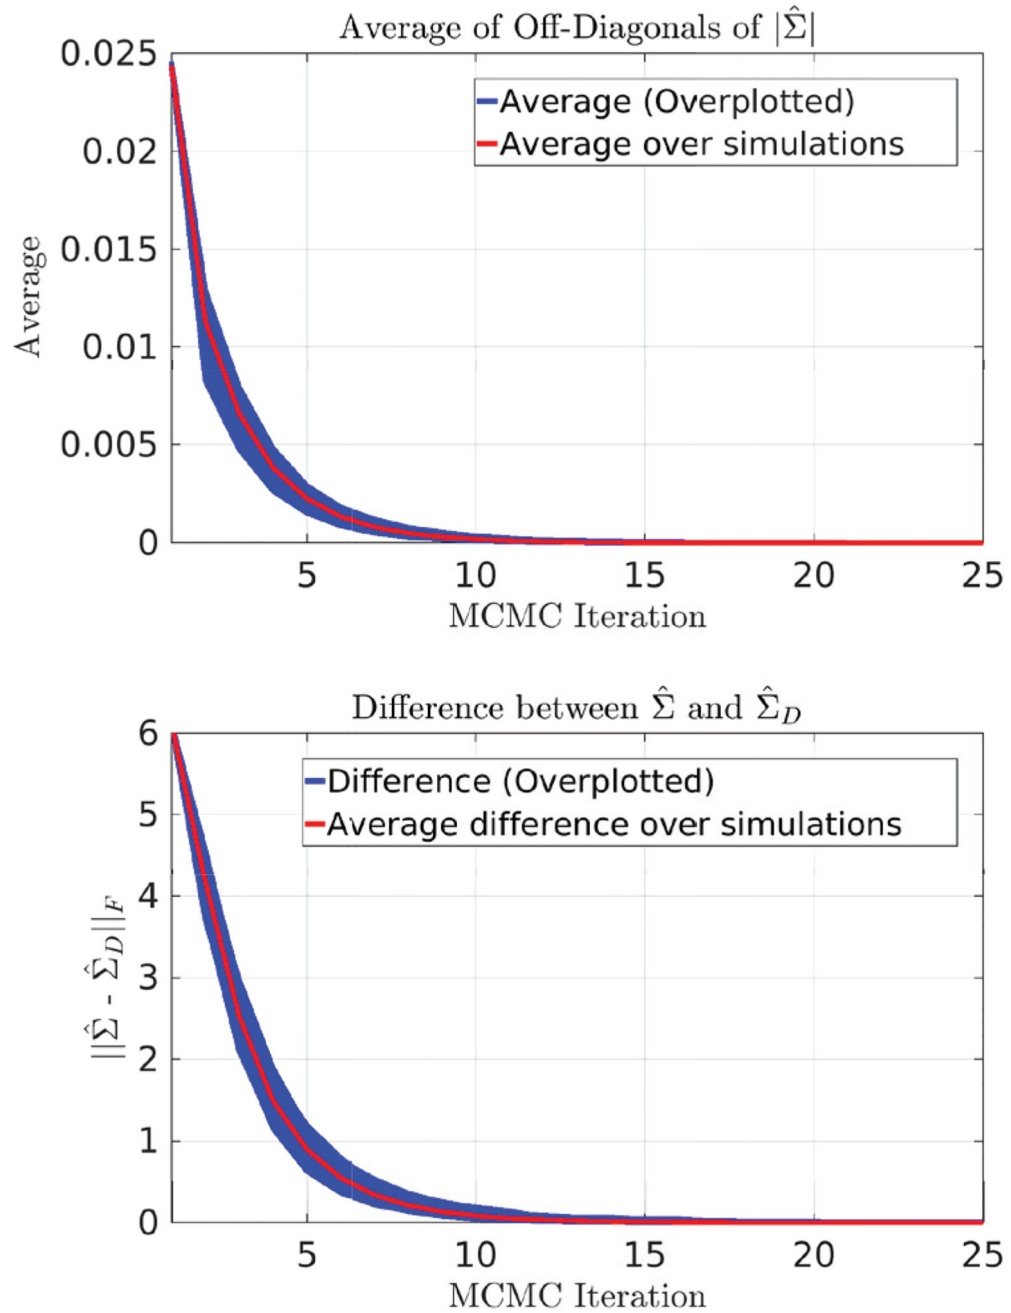 Average of Off-Diagonals of |Σ̂|
0.025
0.02
0.015
0.01
0.005
0
Average
Average (Overplotted)
Average over simulations
5 10 15 20 25
MCMC Iteration
Difference between Σ̂ and Σ̂_D
6
5
4
3
2
1
0
||Σ̂ - Σ̂_D||_F
Difference (Overplotted)
Average difference over simulations
5 10 15 20 25
MCMC Iteration